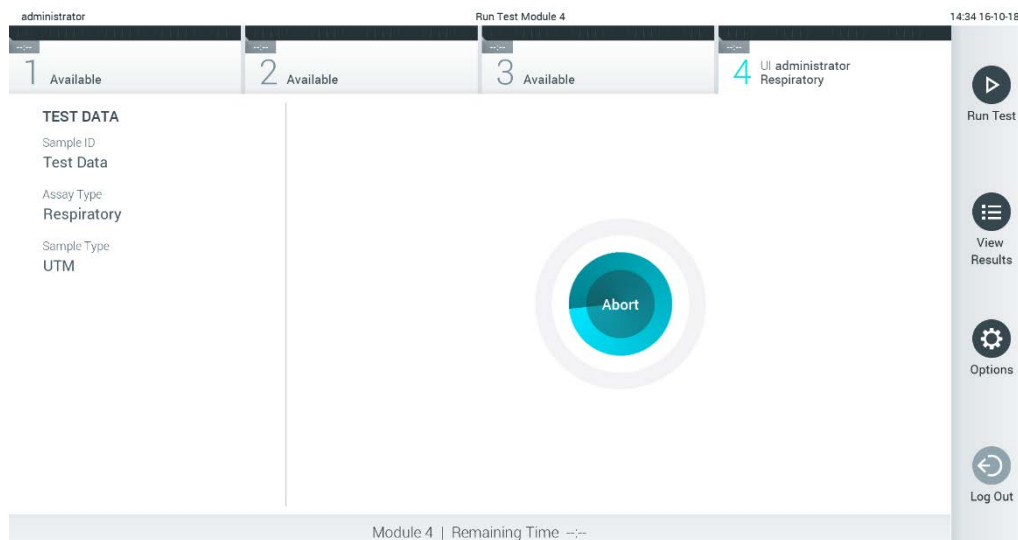 administrator
Run Test Module 4
14:34 16-10-18
--:--
1 Available
--:--
2 Available
--:--
3 Available
--:--
4 UI administrator
Respiratory
TEST DATA
Sample ID
Test Data
Assay Type
Respiratory
Sample Type
UTM
Abort
Run Test
View
Results
Options
Log Out
Module 4 | Remaining Time --:--